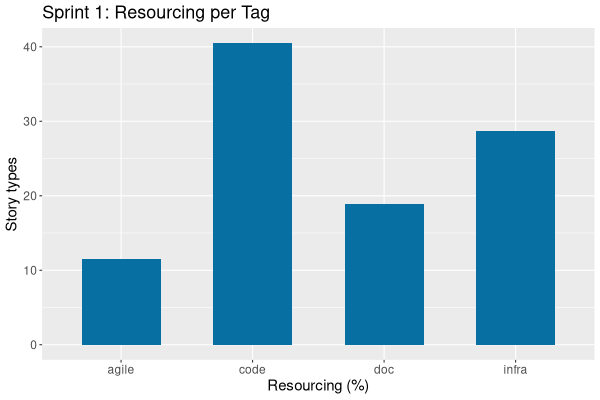 Sprint 1: Resourcing per Tag
Story types
40
30
20
10
0
agile code doc infra
Resourcing (%)